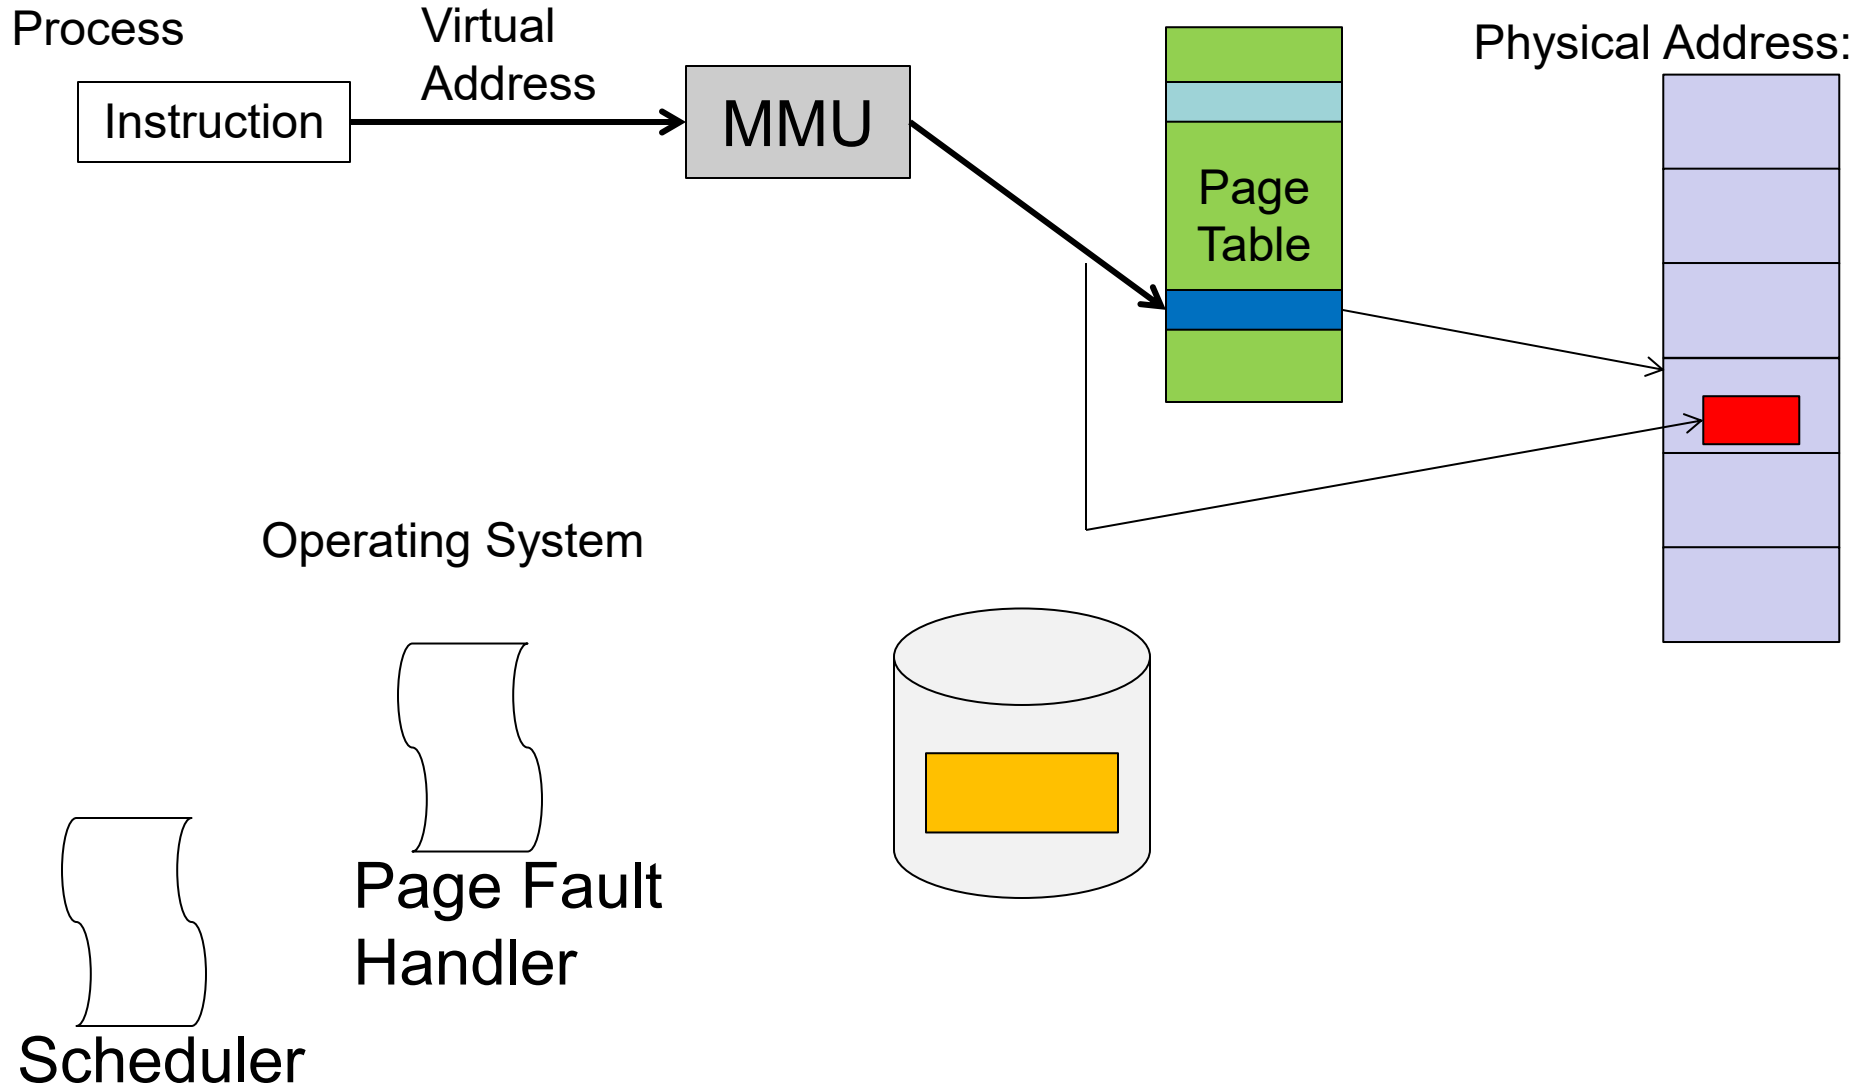 Process
Virtual
Address
Physical Address:
Instruction
MMU
Page
Table
Operating System
Page Fault
Handler
Scheduler